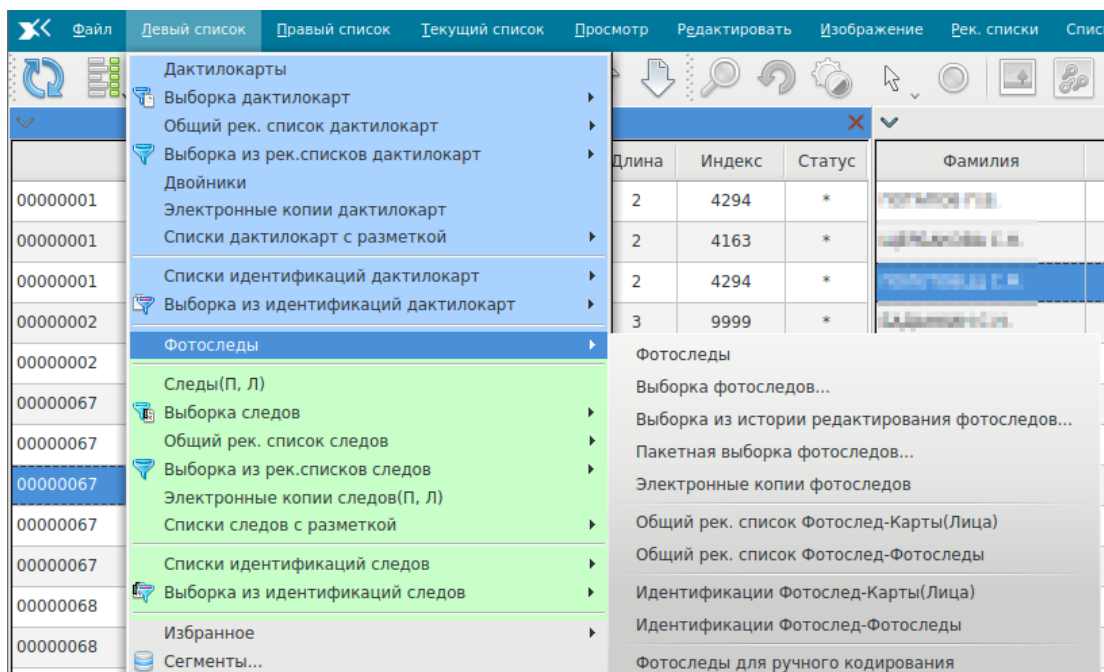 Файл Левый список Правый список Текущий список Просмотр Редактировать Изображение Рек. списки Спис
Дактилокарты
Выборка дактилокарт
Общий рек. список дактилокарт
Выборка из рек.списков дактилокарт
Двойники
Электронные копии дактилокарт
Списки дактилокарт с разметкой
Списки идентификаций дактилокарт
Выборка из идентификаций дактилокарт
Фотоследы
Следы(П, Л)
Выборка следов
Общий рек. список следов
Выборка из рек.списков следов
Электронные копии следов(П, Л)
Списки следов с разметкой
Списки идентификаций следов
Выборка из идентификаций следов
Избранное
Сегменты...
Фотоследы
Выборка фотоследов...
Выборка из истории редактирования фотоследов...
Пакетная выборка фотоследов...
Электронные копии фотоследов
Общий рек. список Фотослед-Карты(Лица)
Общий рек. список Фотослед-Фотоследы
Идентификации Фотослед-Карты(Лица)
Идентификации Фотослед-Фотоследы
Фотоследы для ручного кодирования
Длина Индекс Статус Фамилия
00000001 2 4294 *
00000001 2 4163 *
00000001 2 4294 *
00000002 3 9999 *
00000002
00000067
00000067
00000067
00000067
00000067
00000068
00000068